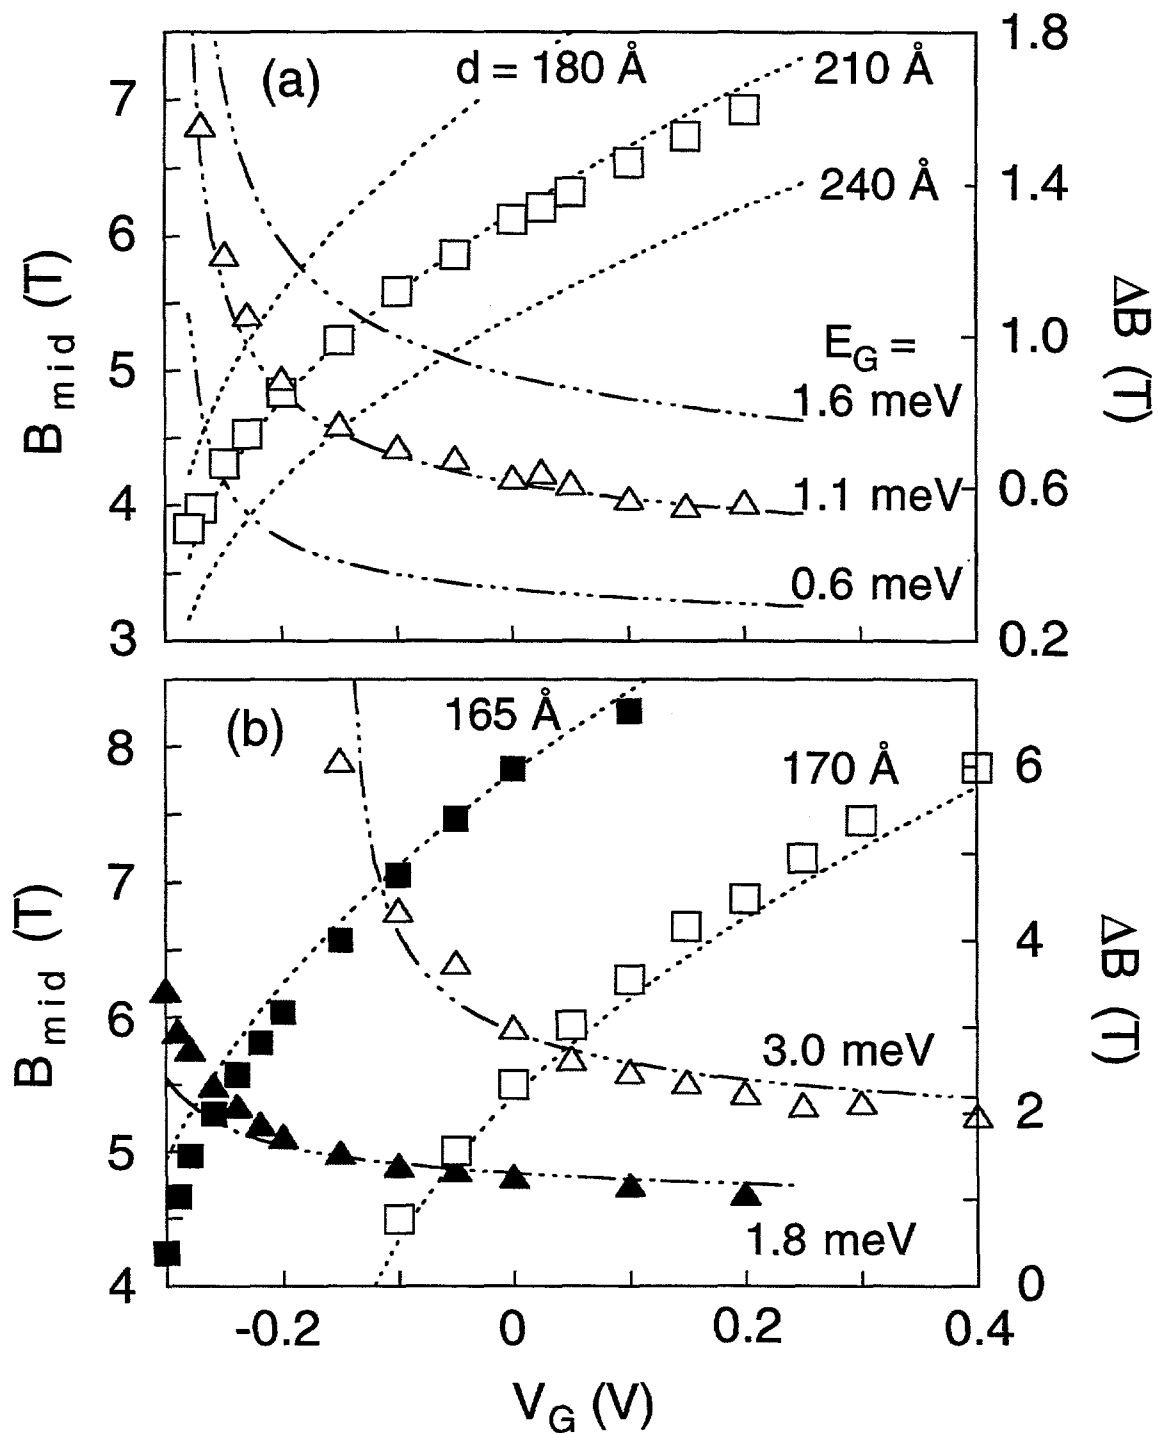 (a)
d = 180 Å
210 Å
240 Å
E_G =
1.6 meV
1.1 meV
0.6 meV
7
6
5
4
3
B_mid (T)
1.8
1.4
1.0
0.6
0.2
ΔB (T)
(b)
165 Å
170 Å
3.0 meV
1.8 meV
8
7
6
5
4
B_mid (T)
6
4
2
0
ΔB (T)
-0.2
0
0.2
0.4
V_G (V)